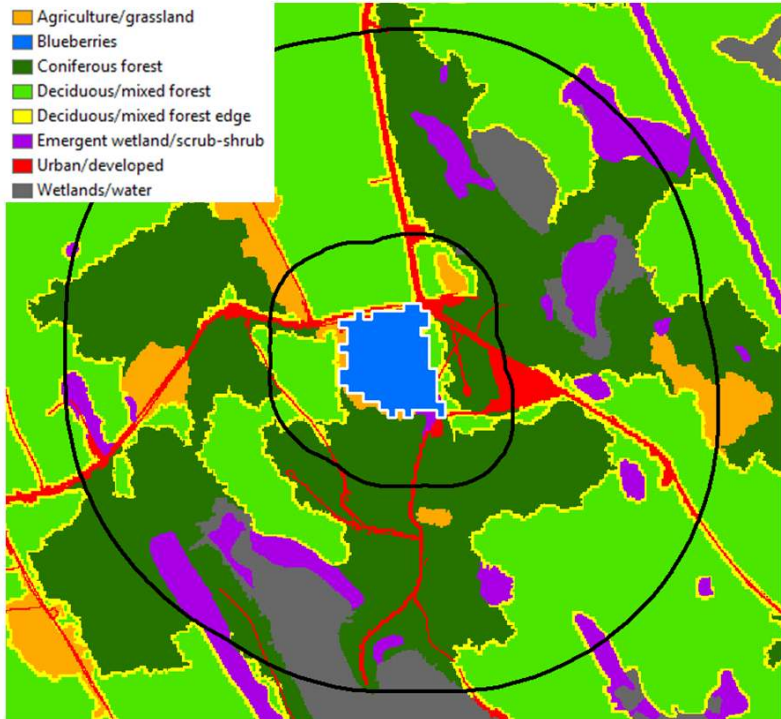 Agriculture/grassland
Blueberries
Coniferous forest
Deciduous/mixed forest
Deciduous/mixed forest edge
Emergent wetland/scrub-shrub
Urban/developed
Wetlands/water